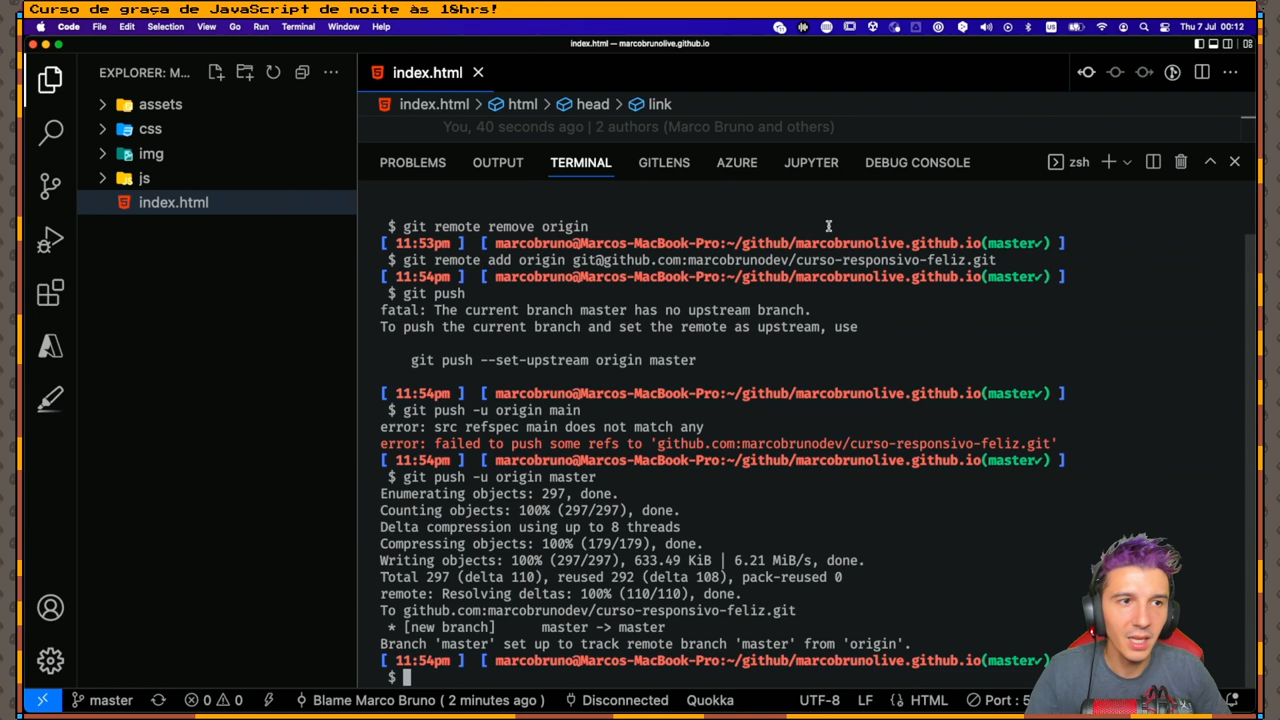 Curso de graça de JavaScript de noite às 18hrs!
Code File Edit Selection View Go Run Terminal Window Help US Thu 7 Jul 00:12
index.html — marcobrunolive.github.io
EXPLORER: M... index.html
assets
css
img
js
index.html
index.html > html > head > link
You, 40 seconds ago | 2 authors (Marco Bruno and others)
PROBLEMS OUTPUT TERMINAL GITLENS AZURE JUPYTER DEBUG CONSOLE zsh
$ git remote remove origin
[ 11:53pm ] [ marcobruno@Marcos-MacBook-Pro:~/github/marcobrunolive.github.io(master✔) ]
$ git remote add origin git@github.com:marcobrunodev/curso-responsivo-feliz.git
[ 11:54pm ] [ marcobruno@Marcos-MacBook-Pro:~/github/marcobrunolive.github.io(master✔) ]
$ git push
fatal: The current branch master has no upstream branch.
To push the current branch and set the remote as upstream, use
git push --set-upstream origin master
[ 11:54pm ] [ marcobruno@Marcos-MacBook-Pro:~/github/marcobrunolive.github.io(master✔) ]
$ git push -u origin main
error: src refspec main does not match any
error: failed to push some refs to 'github.com:marcobrunodev/curso-responsivo-feliz.git'
[ 11:54pm ] [ marcobruno@Marcos-MacBook-Pro:~/github/marcobrunolive.github.io(master✔) ]
$ git push -u origin master
Enumerating objects: 297, done.
Counting objects: 100% (297/297), done.
Delta compression using up to 8 threads
Compressing objects: 100% (179/179), done.
Writing objects: 100% (297/297), 633.49 KiB | 6.21 MiB/s, done.
Total 297 (delta 110), reused 292 (delta 108), pack-reused 0
remote: Resolving deltas: 100% (110/110), done.
To github.com:marcobrunodev/curso-responsivo-feliz.git
* [new branch] master -> master
Branch 'master' set up to track remote branch 'master' from 'origin'.
[ 11:54pm ] [ marcobruno@Marcos-MacBook-Pro:~/github/marcobrunolive.github.io(master✔) ]
$
master 0 0 Blame Marco Bruno ( 2 minutes ago ) Disconnected Quokka UTF-8 LF HTML Port : 5